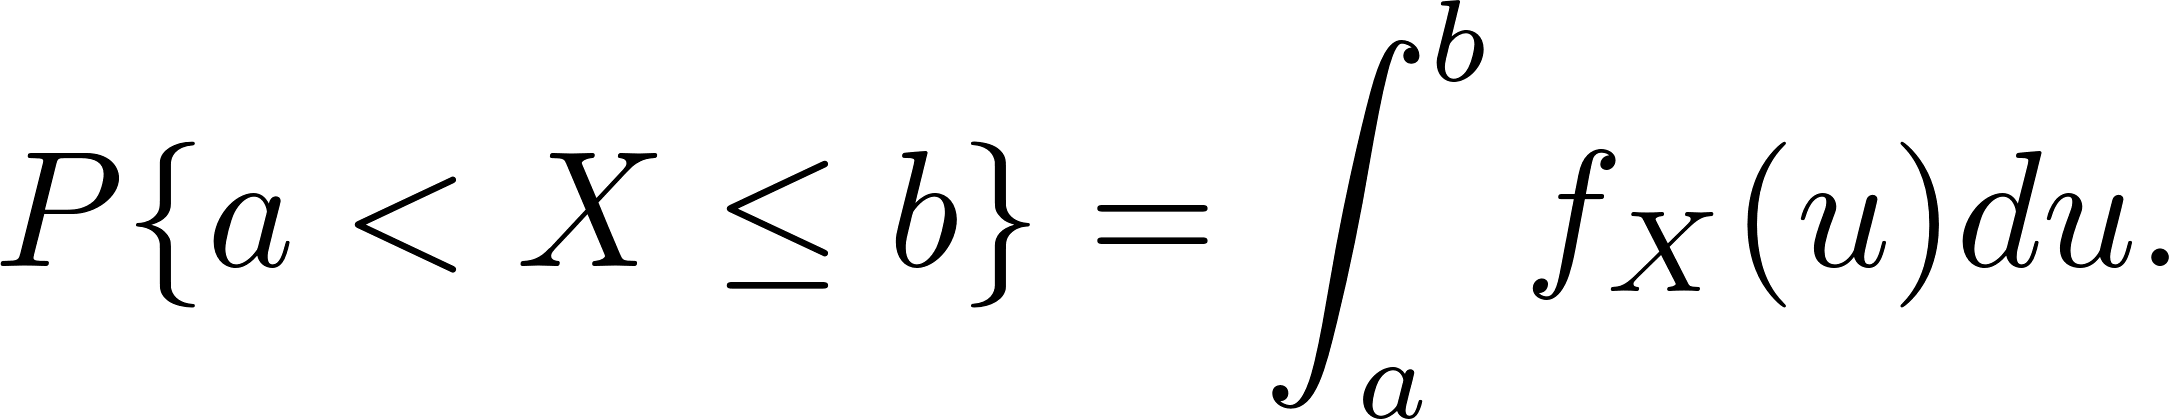 P{a < X ≤ b} = ∫_a^b f_X(u)du.